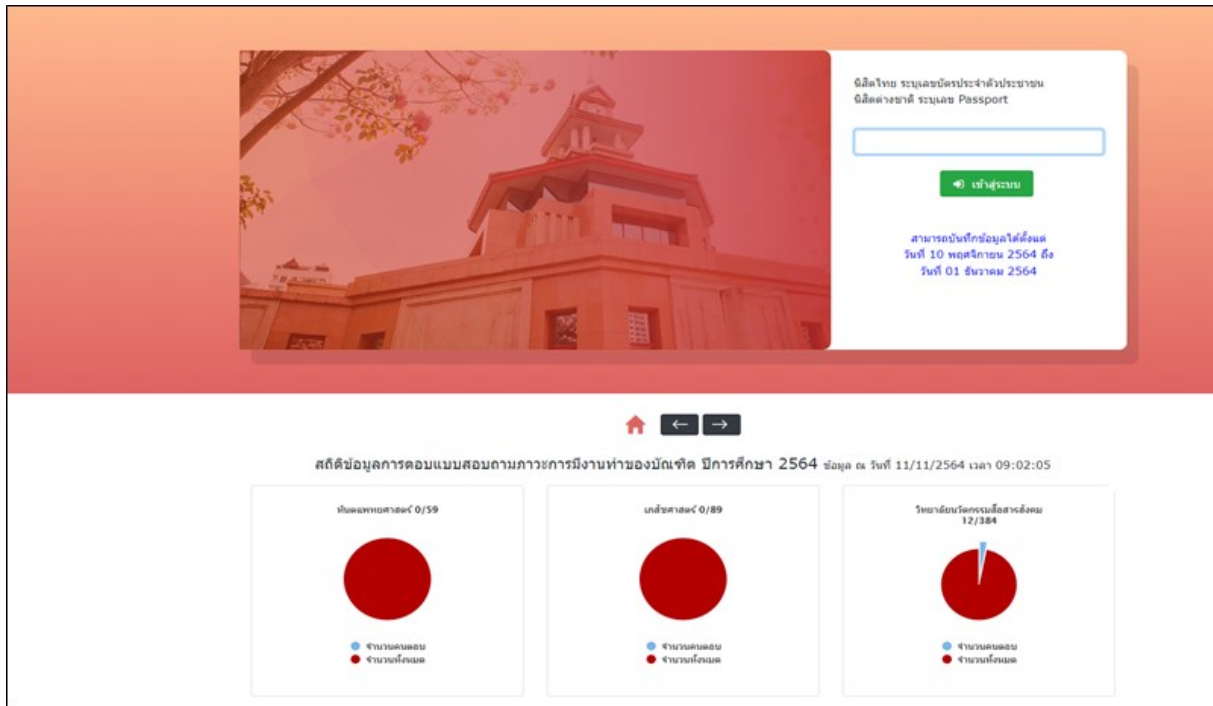 นิสิตไทย ระบุเลขบัตรประจำตัวประชาชน
นิสิตต่างชาติ ระบุเลข Passport
เข้าสู่ระบบ
สามารถบันทึกข้อมูลได้ตั้งแต่
วันที่ 10 พฤศจิกายน 2564 ถึง
วันที่ 01 ธันวาคม 2564
สถิติข้อมูลการตอบแบบสอบถามภาวะการมีงานทำของบัณฑิต ปีการศึกษา 2564 ข้อมูล ณ วันที่ 11/11/2564 เวลา 09:02:05
ทันตแพทยศาสตร์ 0/59
เภสัชศาสตร์ 0/89
วิทยาลัยนวัตกรรมสื่อสารสังคม
12/384
จำนวนคนตอบ
จำนวนทั้งหมด
จำนวนคนตอบ
จำนวนทั้งหมด
จำนวนคนตอบ
จำนวนทั้งหมด